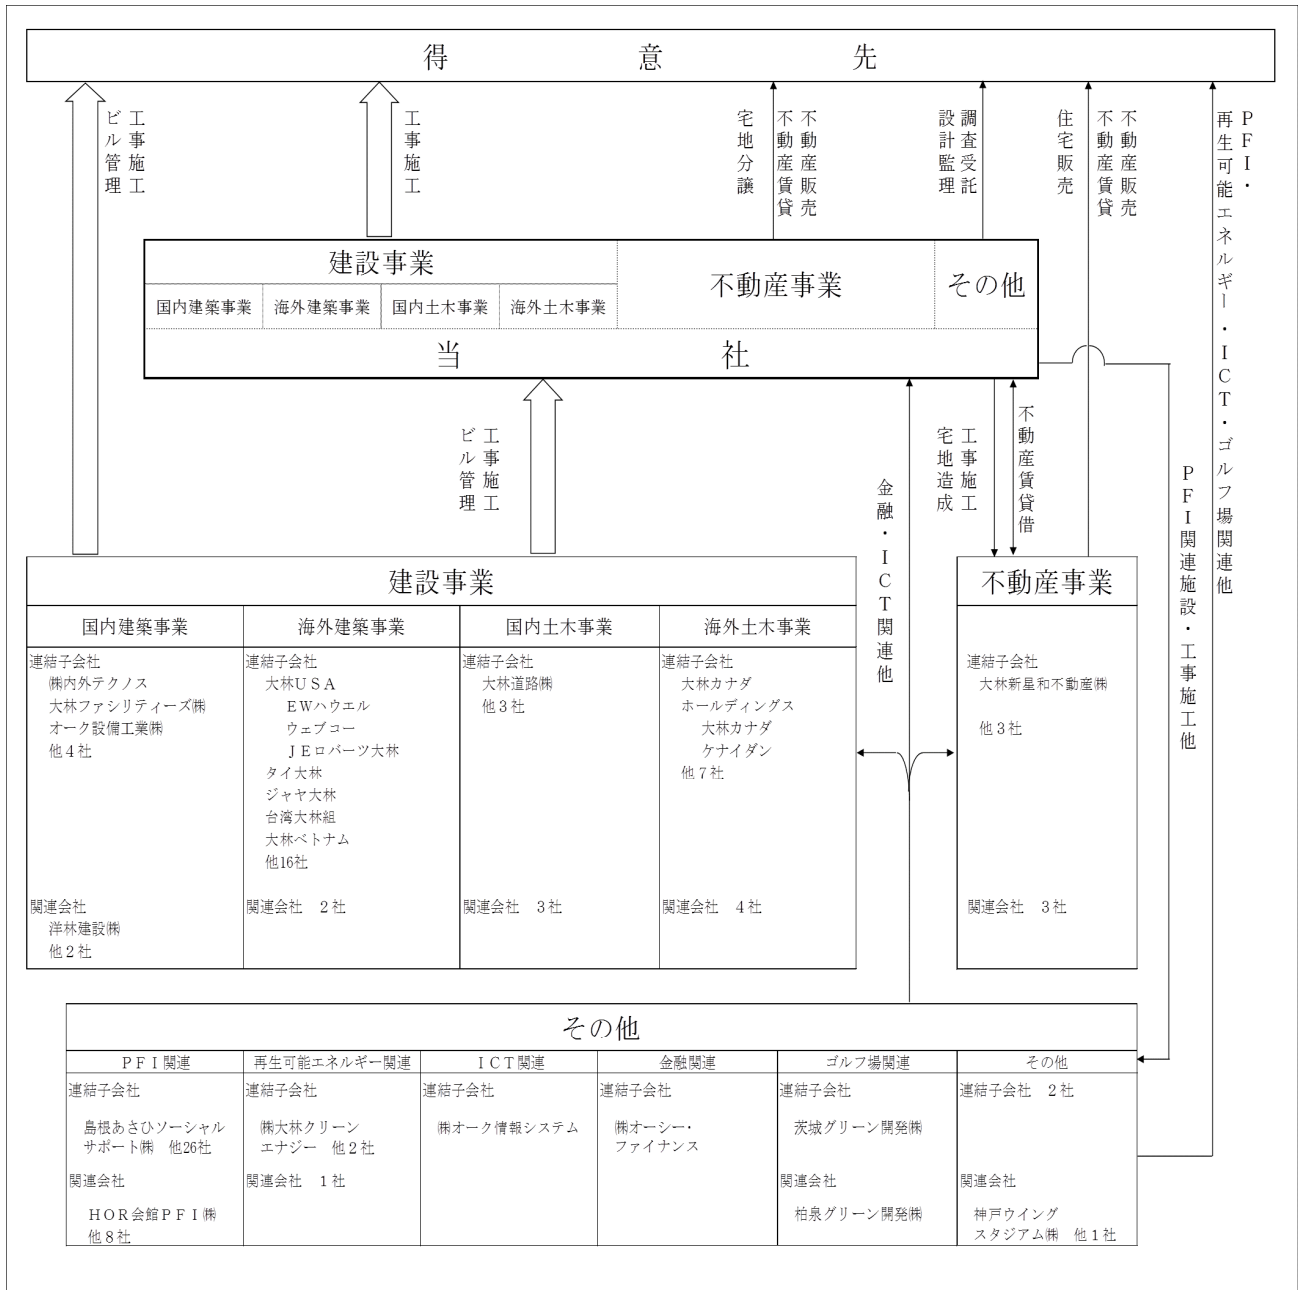 得意先
工事施工
ビル管理
工事施工
不動産販売
不動産賃貸
宅地分譲
調査受託
設計監理
不動産販売
不動産賃貸
住宅販売
PFI・
再生可能エネルギー・ICT・ゴルフ場関連他
建設事業
不動産事業
その他
国内建築事業
海外建築事業
国内土木事業
海外土木事業
当社
工事施工
ビル管理
金融・ICT関連他
工事施工
宅地造成
不動産賃貸借
PFI関連施設・工事施工他
建設事業
国内建築事業
海外建築事業
国内土木事業
海外土木事業
連結子会社
㈱内外テクノス
大林ファシリティーズ㈱
オーク設備工業㈱
他4社
関連会社
洋林建設㈱
他2社
連結子会社
大林USA
EWハウエル
ウェブコー
JEロバーツ大林
タイ大林
ジャヤ大林
台湾大林組
大林ベトナム
他16社
関連会社 2社
連結子会社
大林道路㈱
他3社
関連会社 3社
連結子会社
大林カナダ
ホールディングス
大林カナダ
ケナイダン
他7社
関連会社 4社
不動産事業
連結子会社
大林新星和不動産㈱
他3社
関連会社 3社
その他
PFI関連
再生可能エネルギー関連
ICT関連
金融関連
ゴルフ場関連
その他
連結子会社
島根あさひソーシャル
サポート㈱ 他26社
関連会社
HOR会館PFI㈱
他8社
連結子会社
㈱大林クリーン
エナジー 他2社
関連会社 1社
連結子会社
㈱オーク情報システム
連結子会社
㈱オーシー・
ファイナンス
連結子会社
茨城グリーン開発㈱
関連会社
柏泉グリーン開発㈱
連結子会社 2社
関連会社
神戸ウイング
スタジアム㈱ 他1社